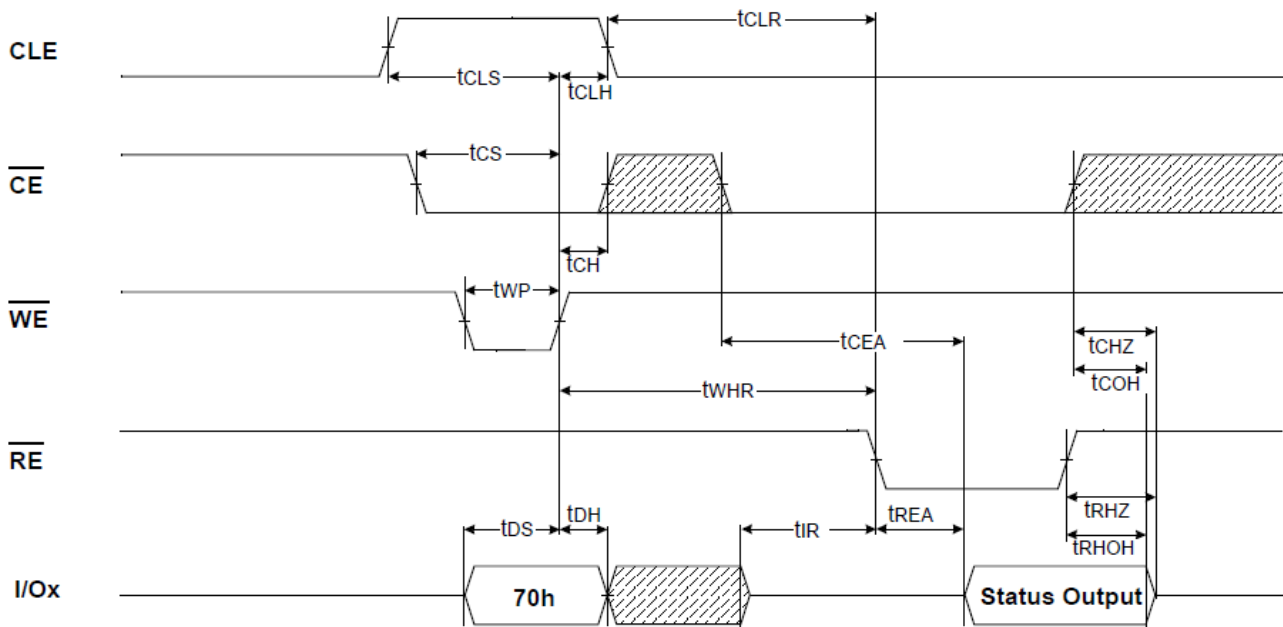 tCLR
CLE
tCLS
tCLH
tCS
CE
tCH
tWP
WE
tCEA
tCHZ
tCOH
tWHR
RE
tDS
tDH
tIR
tREA
tRHZ
tRHOH
I/Ox
70h
Status Output